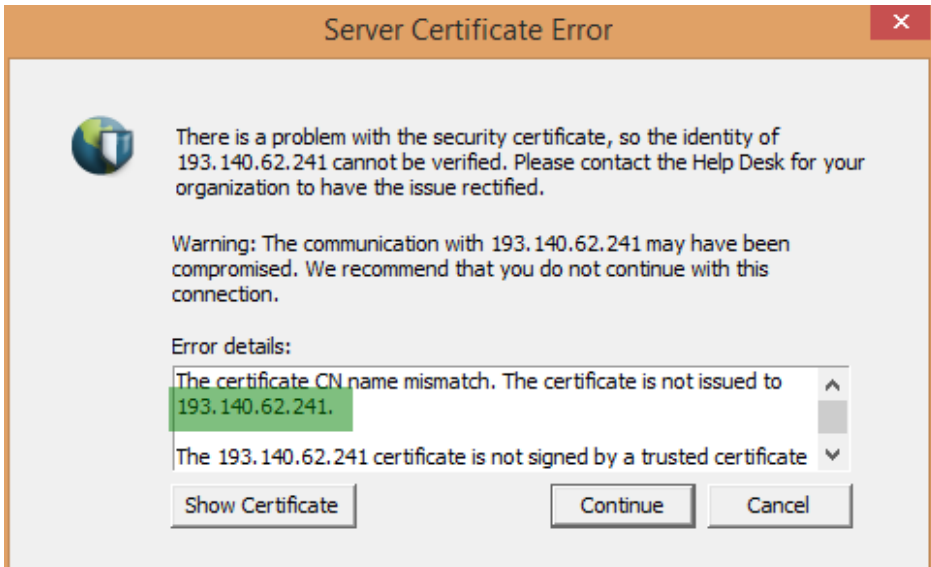 Server Certificate Error
There is a problem with the security certificate, so the identity of
193.140.62.241 cannot be verified. Please contact the Help Desk for your
organization to have the issue rectified.
Warning: The communication with 193.140.62.241 may have been
compromised. We recommend that you do not continue with this
connection.
Error details:
The certificate CN name mismatch. The certificate is not issued to
193.140.62.241.
The 193.140.62.241 certificate is not signed by a trusted certificate
Show Certificate Continue Cancel